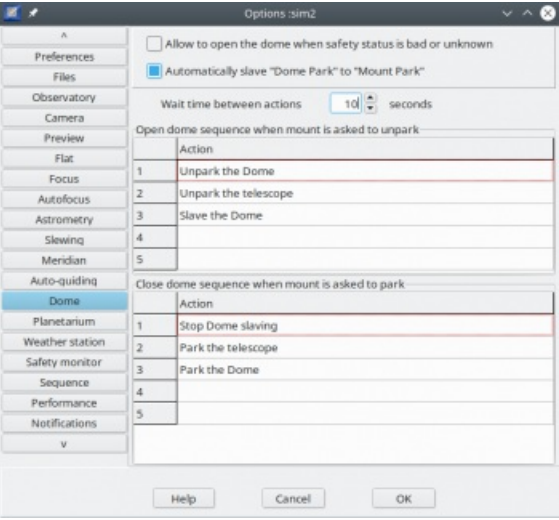 Options :sim2
^
Preferences
Files
Observatory
Camera
Preview
Flat
Focus
Autofocus
Astrometry
Slewing
Meridian
Auto-guiding
Dome
Planetarium
Weather station
Safety monitor
Sequence
Performance
Notifications
v
Allow to open the dome when safety status is bad or unknown
Automatically slave "Dome Park" to "Mount Park"
Wait time between actions 10 seconds
Open dome sequence when mount is asked to unpark
Action
1 Unpark the Dome
2 Unpark the telescope
3 Slave the Dome
4
5
Close dome sequence when mount is asked to park
Action
1 Stop Dome slaving
2 Park the telescope
3 Park the Dome
4
5
Help Cancel OK